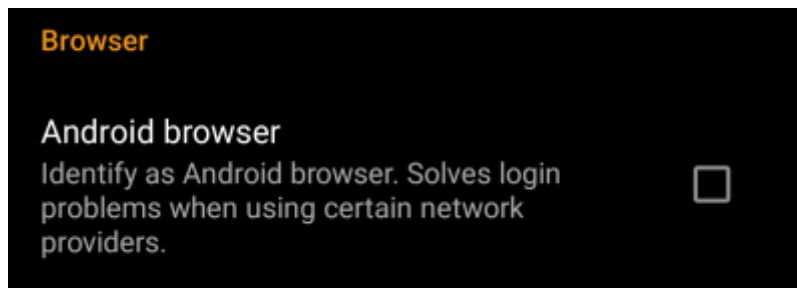 Browser
Android browser
Identify as Android browser. Solves login
problems when using certain network
providers.